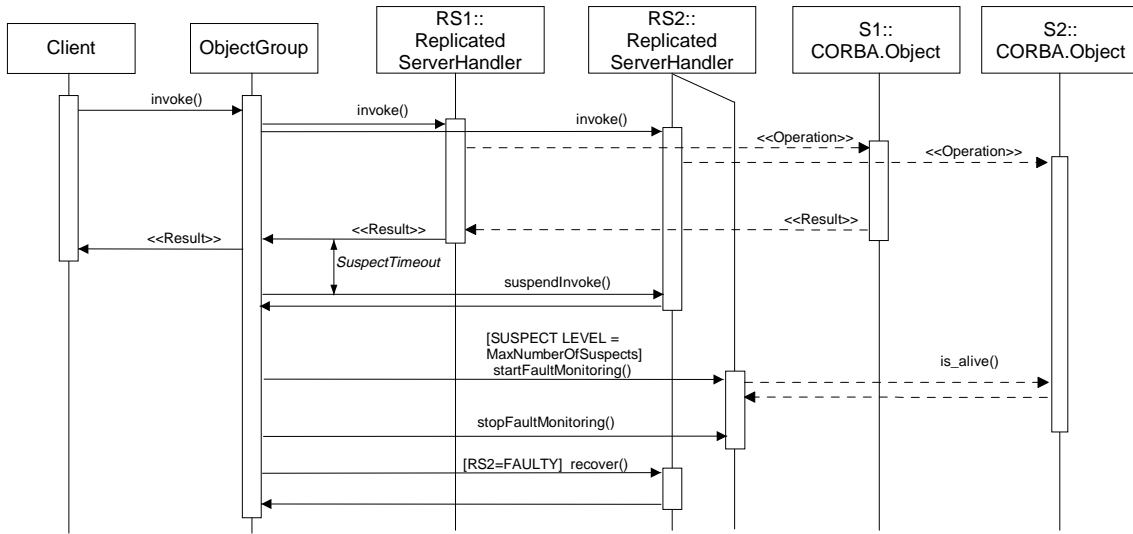 Client
ObjectGroup
RS1::
Replicated
ServerHandler
RS2::
Replicated
ServerHandler
S1::
CORBA.Object
S2::
CORBA.Object
invoke()
invoke()
invoke()
<<Operation>>
<<Operation>>
<<Result>>
<<Result>>
<<Result>>
SuspectTimeout
suspendInvoke()
[SUSPECT LEVEL =
MaxNumberOfSuspects]
startFaultMonitoring()
is_alive()
stopFaultMonitoring()
[RS2=FAULTY] recover()